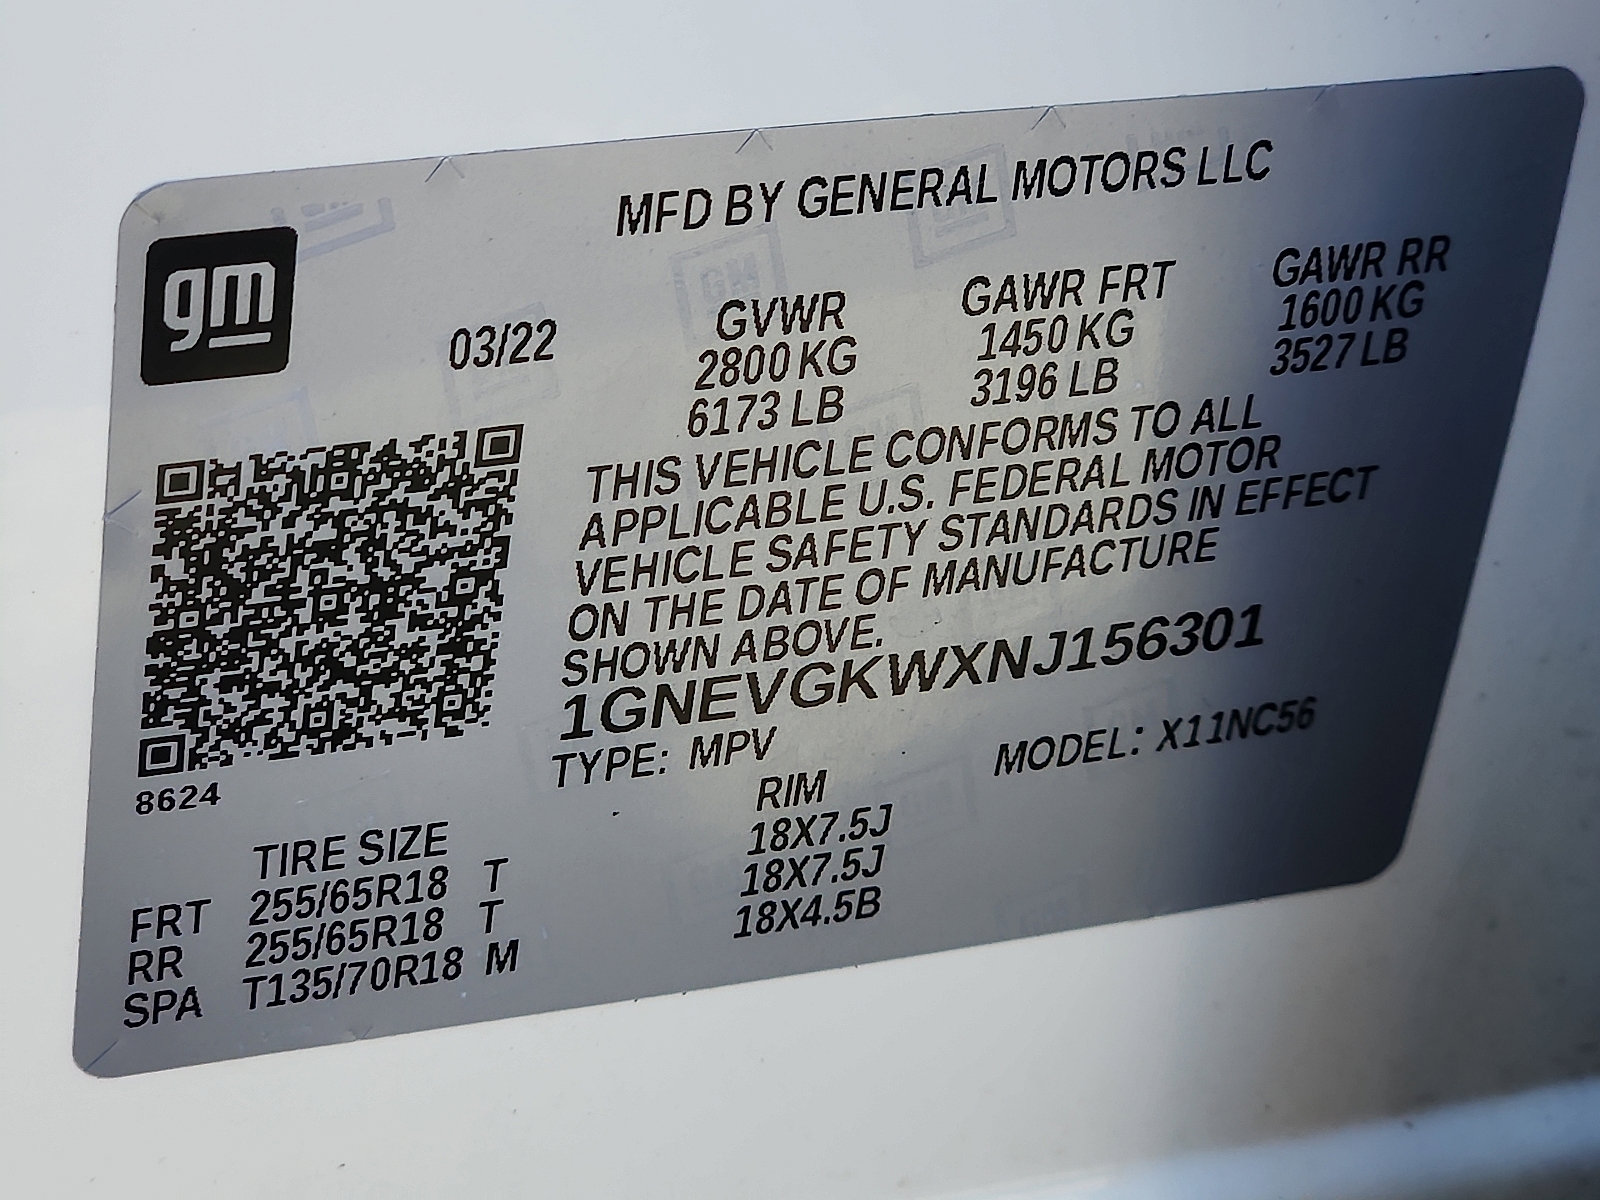 MFD BY GENERAL MOTORS LLC
gm
03/22
GVWR GAWR FRT GAWR RR
2800 KG 1450 KG 1600 KG
6173 LB 3196 LB 3527 LB
THIS VEHICLE CONFORMS TO ALL
APPLICABLE U.S. FEDERAL MOTOR
VEHICLE SAFETY STANDARDS IN EFFECT
ON THE DATE OF MANUFACTURE
SHOWN ABOVE.
1GNEVGKWXNJ156301
TYPE: MPV MODEL: X11NC56
8624
TIRE SIZE RIM
FRT 255/65R18 T 18X7.5J
RR 255/65R18 T 18X7.5J
SPA T135/70R18 M 18X4.5B